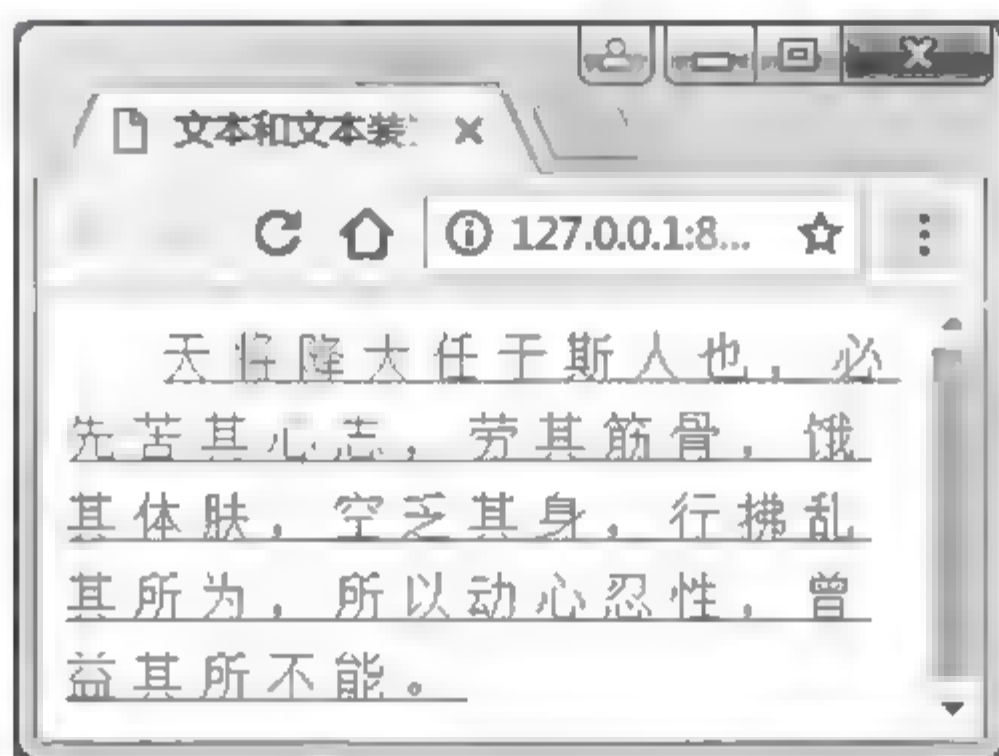 文本和文本装
127.0.0.1:8...
天将降大任于斯人也，必
先苦其心志，劳其筋骨，饿
其体肤，空乏其身，行拂乱
其所为，所以动心忍性，曾
益其所不能。